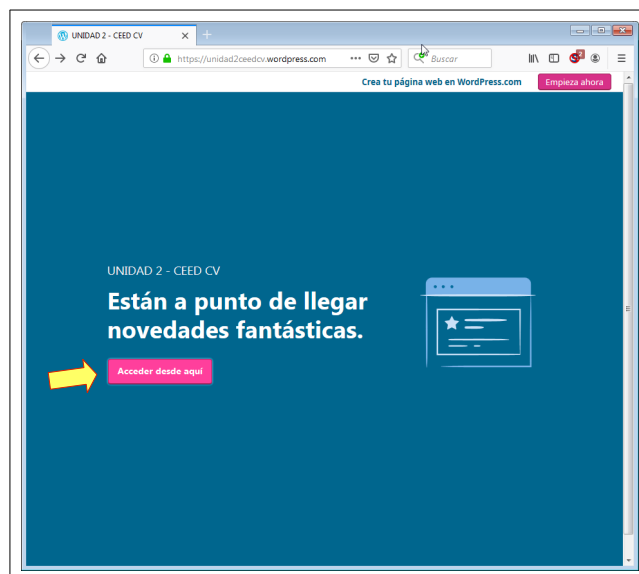 UNIDAD 2 - CEED CV
https://unidad2ceedcv.wordpress.com
Buscar
2
Crea tu página web en WordPress.com
Empieza ahora
UNIDAD 2 - CEED CV
Están a punto de llegar
novedades fantásticas.
Acceder desde aquí